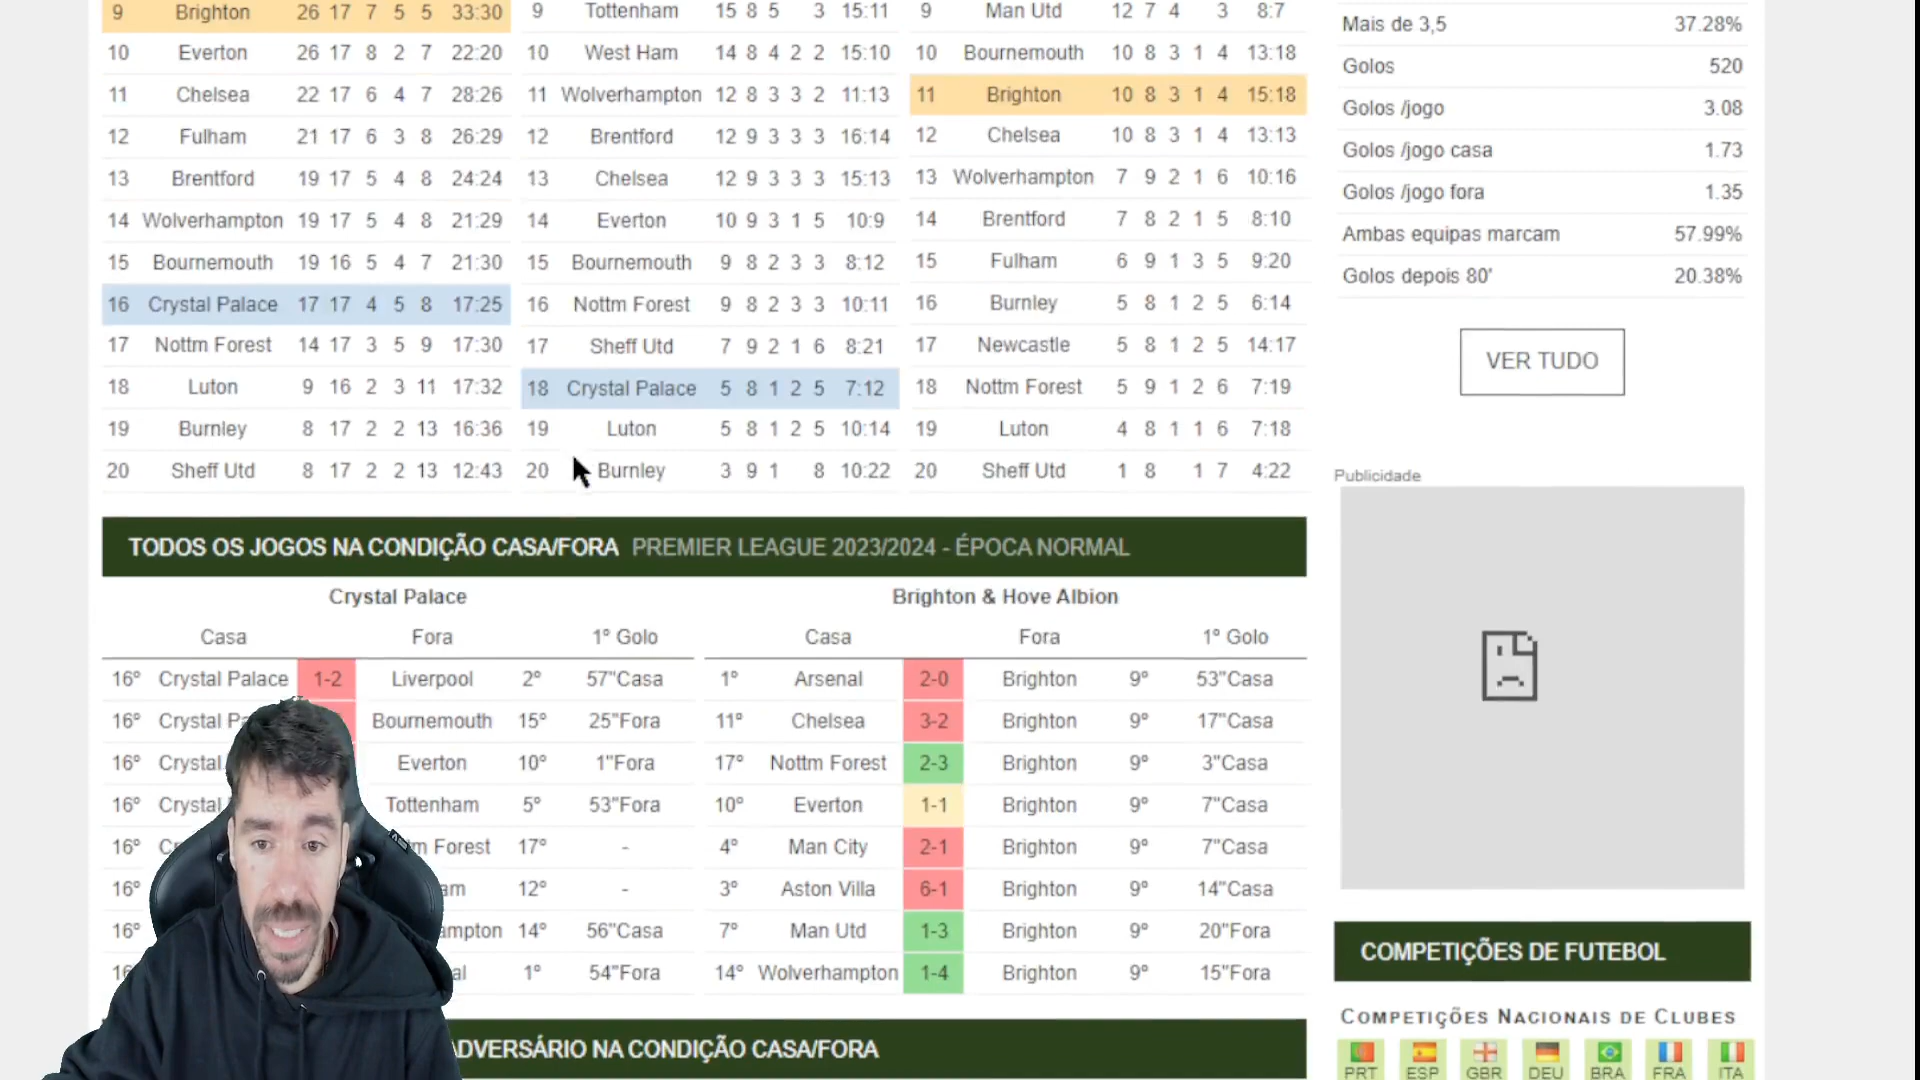 9 Brighton 26 17 7 5 5 33:30
10 Everton 26 17 8 2 7 22:20
11 Chelsea 22 17 6 4 7 28:26
12 Fulham 21 17 6 3 8 26:29
13 Brentford 19 17 5 4 8 24:24
14 Wolverhampton 19 17 5 4 8 21:29
15 Bournemouth 19 16 5 4 7 21:30
16 Crystal Palace 17 17 4 5 8 17:25
17 Nottm Forest 14 17 3 5 9 17:30
18 Luton 9 16 2 3 11 17:32
19 Burnley 8 17 2 2 13 16:36
20 Sheff Utd 8 17 2 2 13 12:43
9 Tottenham 15 8 5 3 15:11
10 West Ham 14 8 4 2 2 15:10
11 Wolverhampton 12 8 3 3 2 11:13
12 Brentford 12 9 3 3 3 16:14
13 Chelsea 12 9 3 3 3 15:13
14 Everton 10 9 3 1 5 10:9
15 Bournemouth 9 8 2 3 3 8:12
16 Nottm Forest 9 8 2 3 3 10:11
17 Sheff Utd 7 9 2 1 6 8:21
18 Crystal Palace 5 8 1 2 5 7:12
19 Luton 5 8 1 2 5 10:14
20 Burnley 3 9 1 8 10:22
9 Man Utd 12 7 4 3 8:7
10 Bournemouth 10 8 3 1 4 13:18
11 Brighton 10 8 3 1 4 15:18
12 Chelsea 10 8 3 1 4 13:13
13 Wolverhampton 7 9 2 1 6 10:16
14 Brentford 7 8 2 1 5 8:10
15 Fulham 6 9 1 3 5 9:20
16 Burnley 5 8 1 2 5 6:14
17 Newcastle 5 8 1 2 5 14:17
18 Nottm Forest 5 9 1 2 6 7:19
19 Luton 4 8 1 1 6 7:18
20 Sheff Utd 1 8 1 7 4:22
TODOS OS JOGOS NA CONDIÇÃO CASA/FORA PREMIER LEAGUE 2023/2024 - ÉPOCA NORMAL
Crystal Palace
Casa Fora 1º Golo
16º Crystal Palace 1-2 Liverpool 2º 57"Casa
16º Crystal Bournemouth 15º 25"Fora
16º Crystal Everton 10º 1"Fora
16º Crystal Tottenham 5º 53"Fora
16º Forest 17º -
16º 12º -
16º 14º 56"Casa
1º 54"Fora
Brighton & Hove Albion
Casa Fora 1º Golo
1º Arsenal 2-0 Brighton 9º 53"Casa
11º Chelsea 3-2 Brighton 9º 17"Casa
17º Nottm Forest 2-3 Brighton 9º 3"Casa
10º Everton 1-1 Brighton 9º 7"Casa
4º Man City 2-1 Brighton 9º 7"Casa
3º Aston Villa 6-1 Brighton 9º 14"Casa
7º Man Utd 1-3 Brighton 9º 20"Fora
14º Wolverhampton 1-4 Brighton 9º 15"Fora
ADVERSÁRIO NA CONDIÇÃO CASA/FORA
Mais de 3,5 37.28%
Golos 520
Golos /jogo 3.08
Golos /jogo casa 1.73
Golos /jogo fora 1.35
Ambas equipas marcam 57.99%
Golos depois 80' 20.38%
VER TUDO
Publicidade
COMPETIÇÕES DE FUTEBOL
COMPETIÇÕES NACIONAIS DE CLUBES
PRT ESP GBR DEU BRA FRA ITA